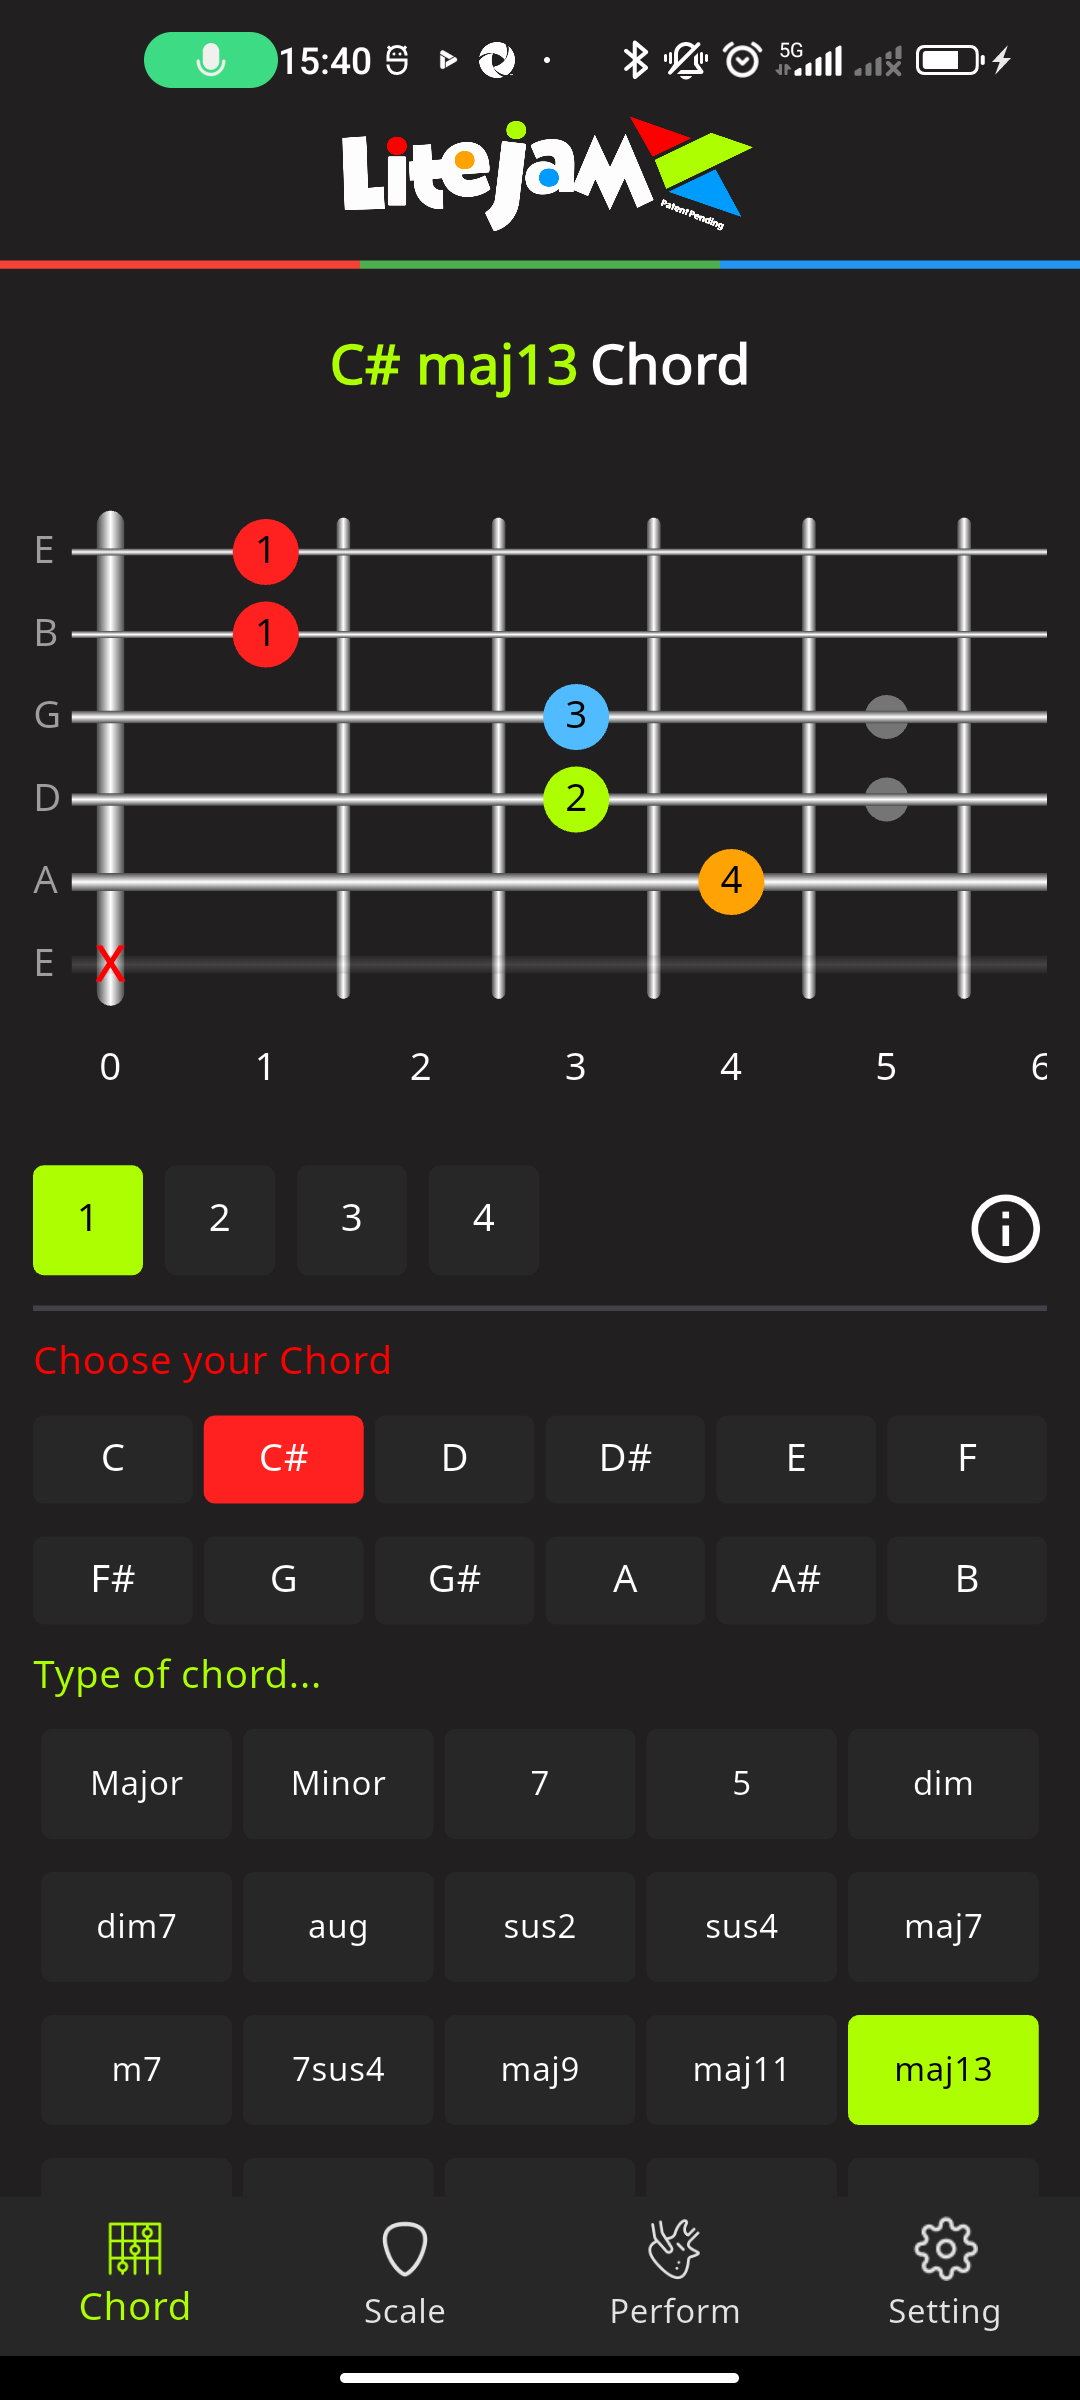 15:40
5G
Litejam
Patent Pending
C# maj13 Chord
E 1
B 1
G 3
D 2
A 4
E X
0 1 2 3 4 5 6
1 2 3 4
Choose your Chord
C C# D D# E F
F# G G# A A# B
Type of chord...
Major Minor 7 5 dim
dim7 aug sus2 sus4 maj7
m7 7sus4 maj9 maj11 maj13
Chord Scale Perform Setting